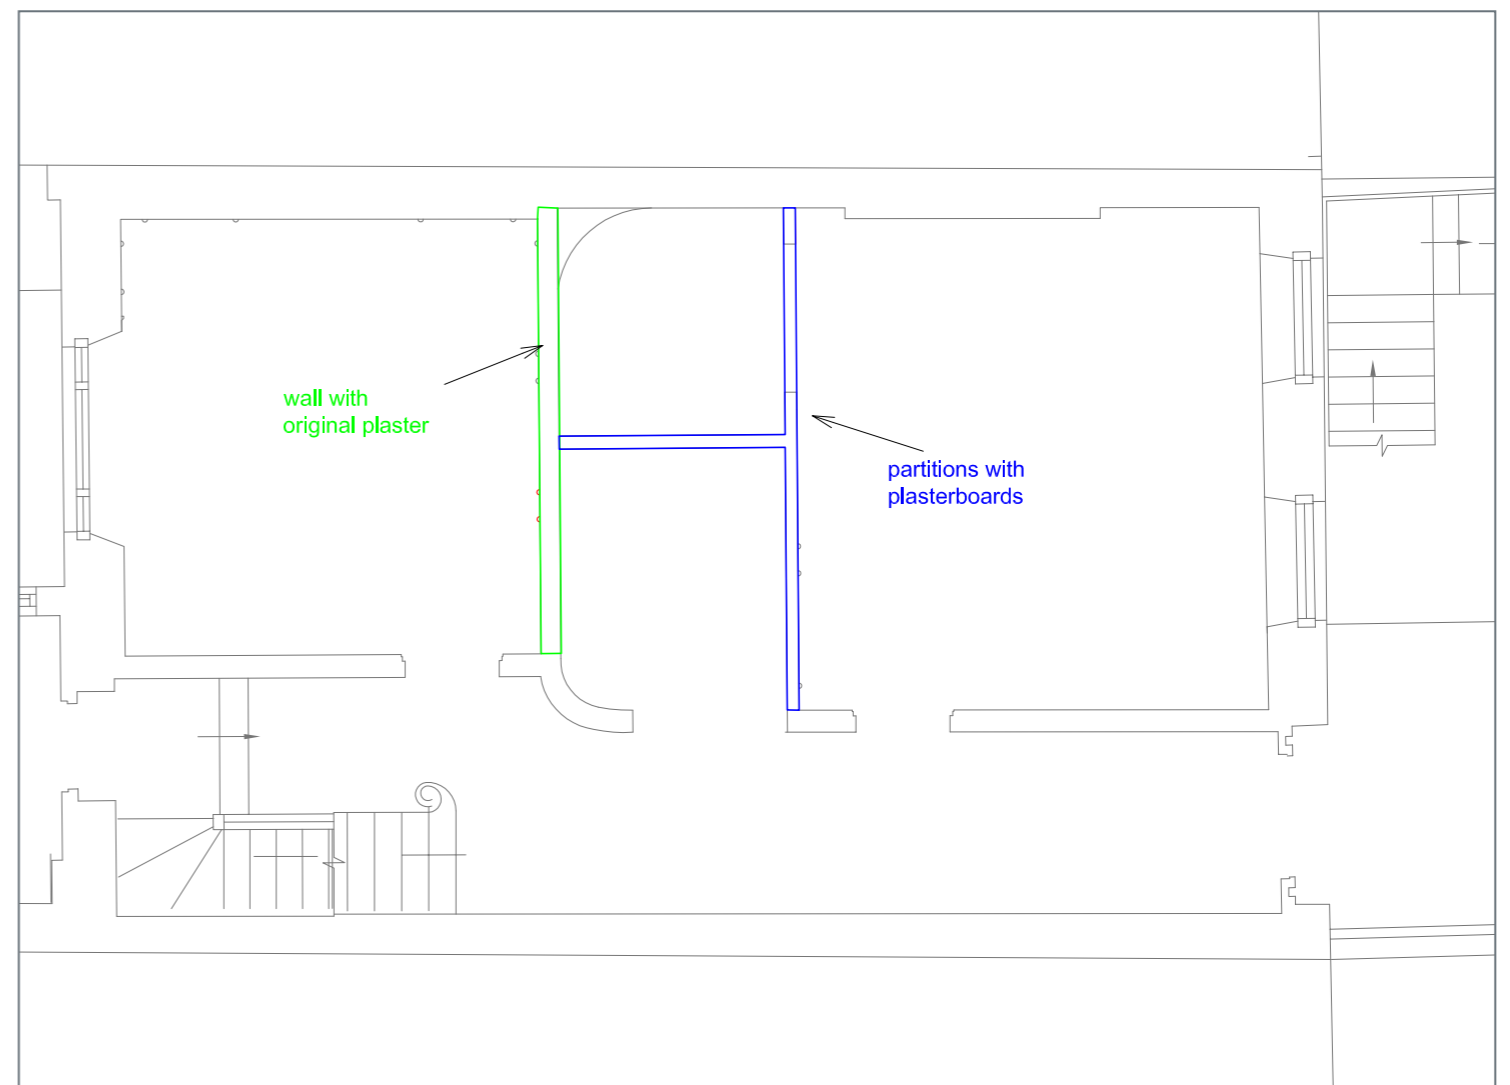 wall with
original plaster
partitions with
plasterboards